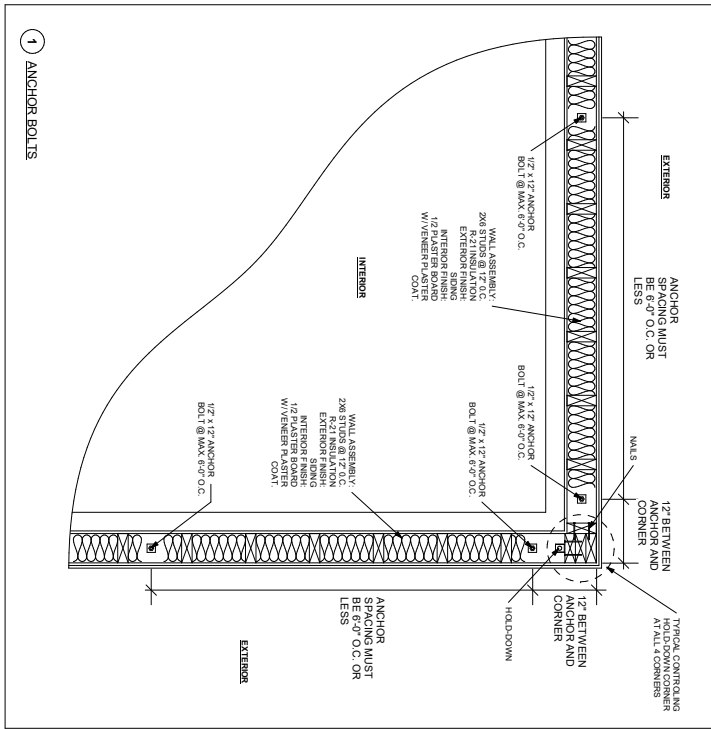 TYPICAL CONTROLING
HOLD-DOWN CORNER
AT ALL 4 CORNERS
EXTERIOR
ANCHOR
SPACING MUST
BE 6'-0" O.C. OR
LESS
12" BETWEEN
ANCHOR AND
CORNER
NAILS
12" BETWEEN
ANCHOR AND
CORNER
HOLD-DOWN
ANCHOR
SPACING MUST
BE 6'-0" O.C. OR
LESS
EXTERIOR
1/2" x 12" ANCHOR
BOLT @ MAX. 6'-0" O.C.
WALL ASSEMBLY:
2X6 STUDS @ 12" 0.C.
R-21 INSULATION
EXTERIOR FINISH:
SIDING
INTERIOR FINISH:
1/2 PLASTER BOARD
W/ VENEER PLASTER
COAT.
1/2" x 12" ANCHOR
BOLT @ MAX. 6'-0" O.C.
1/2" x 12" ANCHOR
BOLT @ MAX. 6'-0" O.C.
INTERIOR
WALL ASSEMBLY:
2X6 STUDS @ 12" 0.C.
R-21 INSULATION
EXTERIOR FINISH:
SIDING
INTERIOR FINISH:
1/2 PLASTER BOARD
W/ VENEER PLASTER
COAT.
1/2" x 12" ANCHOR
BOLT @ MAX. 6'-0" O.C.
1 ANCHOR BOLTS